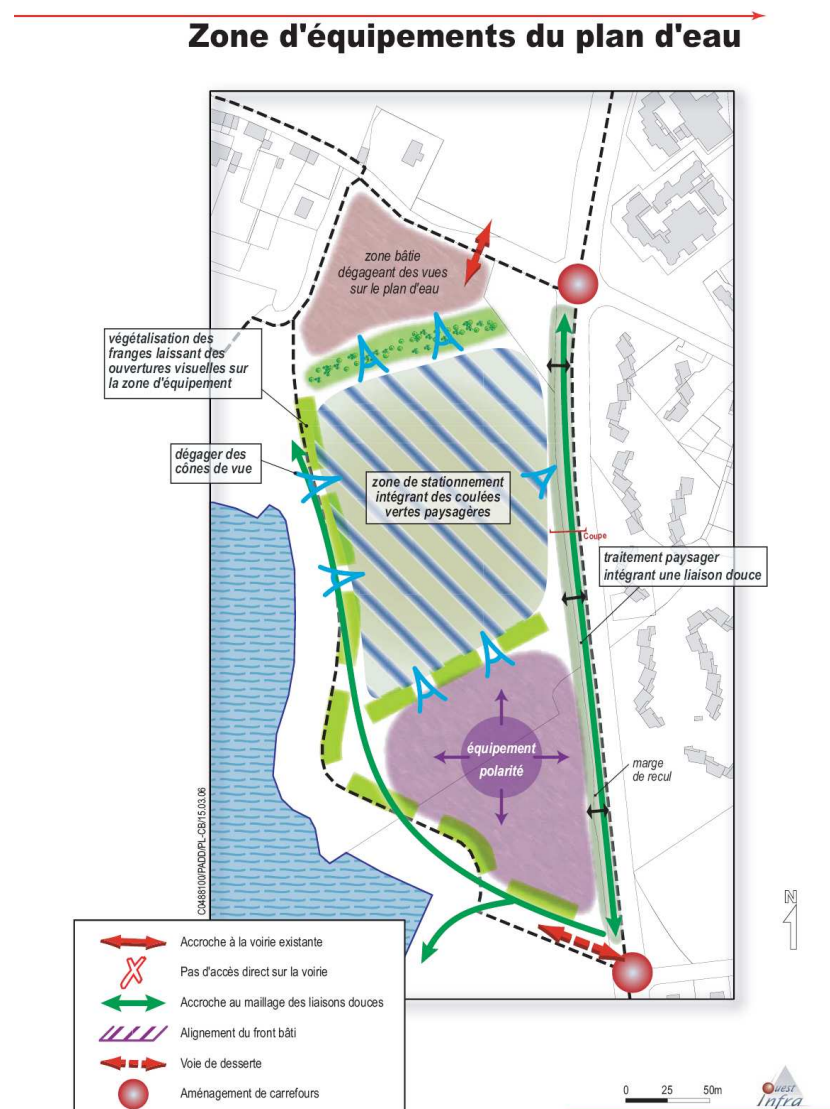 Zone d'équipements du plan d'eau
zone bâtie
dégageant des vues
sur le plan d'eau
végétalisation des
franges laissant des
ouvertures visuelles sur
la zone d'équipement
dégager des
cônes de vue
zone de stationnement
intégrant des coulées
vertes paysagères
Coupe
traitement paysager
intégrant une liaison douce
équipement
polarité
marge
de recul
C0488100/PADD/PL-CB/15.03.06
N
Accroche à la voirie existante
Pas d'accès direct sur la voirie
Accroche au maillage des liaisons douces
Alignement du front bâti
Voie de desserte
Aménagement de carrefours
0 25 50m
Ouest
Infra